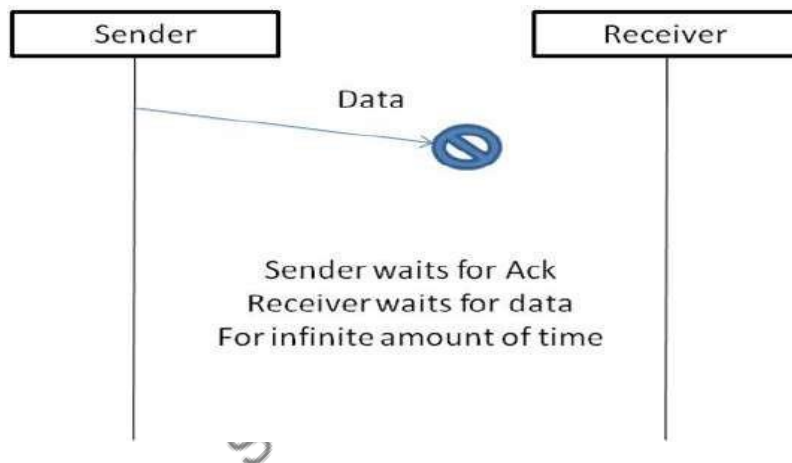 Sender
Receiver
Data
Sender waits for Ack
Receiver waits for data
For infinite amount of time